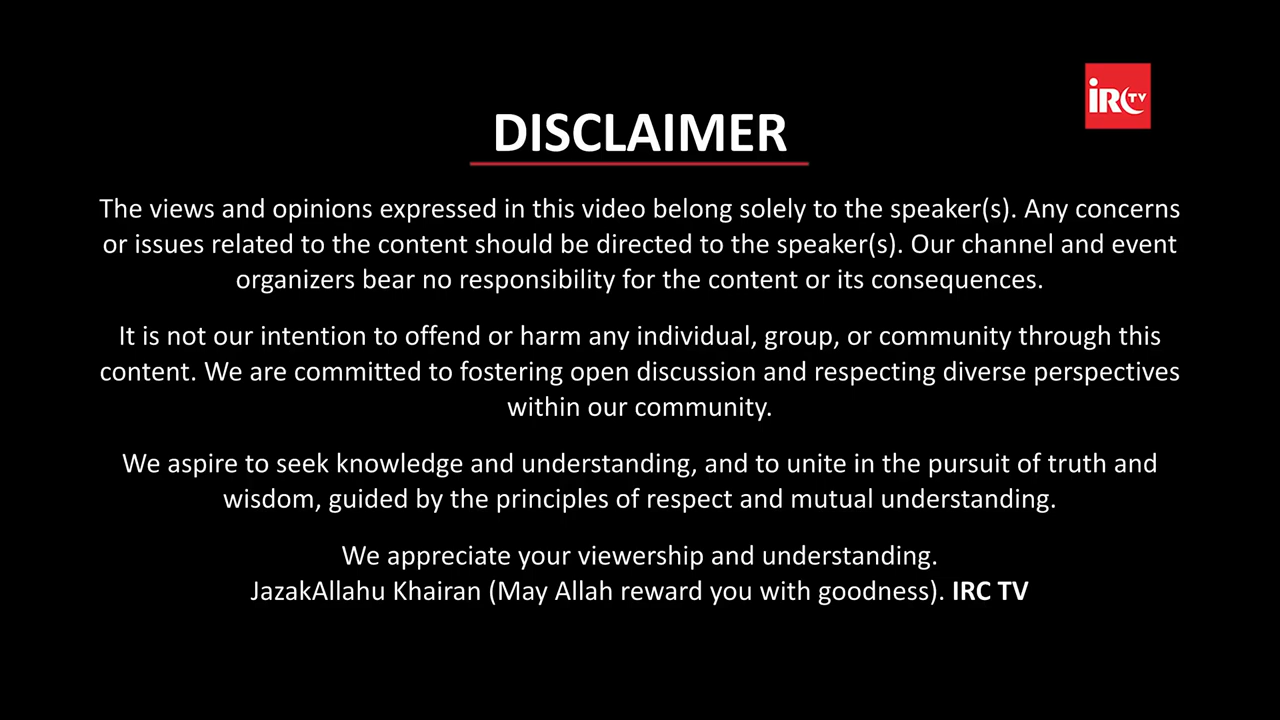 iRC TV
DISCLAIMER
The views and opinions expressed in this video belong solely to the speaker(s). Any concerns
or issues related to the content should be directed to the speaker(s). Our channel and event
organizers bear no responsibility for the content or its consequences.
It is not our intention to offend or harm any individual, group, or community through this
content. We are committed to fostering open discussion and respecting diverse perspectives
within our community.
We aspire to seek knowledge and understanding, and to unite in the pursuit of truth and
wisdom, guided by the principles of respect and mutual understanding.
We appreciate your viewership and understanding.
JazakAllahu Khairan (May Allah reward you with goodness). IRC TV